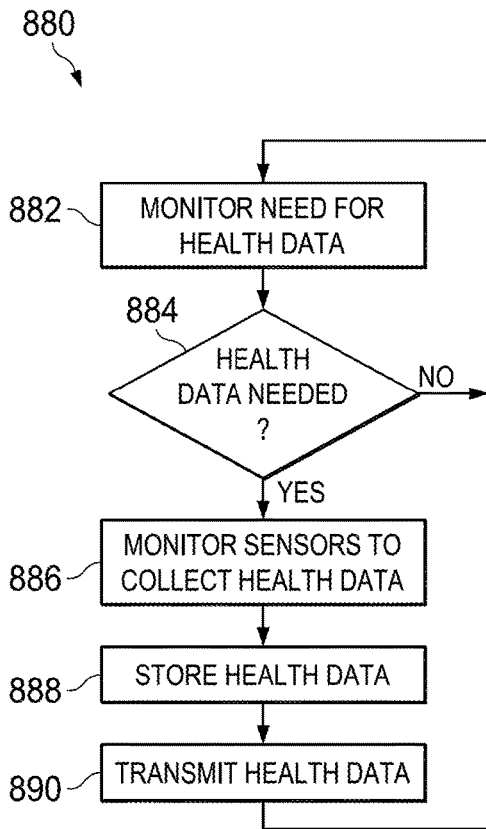 880
882
MONITOR NEED FOR
HEALTH DATA
884
HEALTH
DATA NEEDED
?
NO
YES
886
MONITOR SENSORS TO
COLLECT HEALTH DATA
888
STORE HEALTH DATA
890
TRANSMIT HEALTH DATA